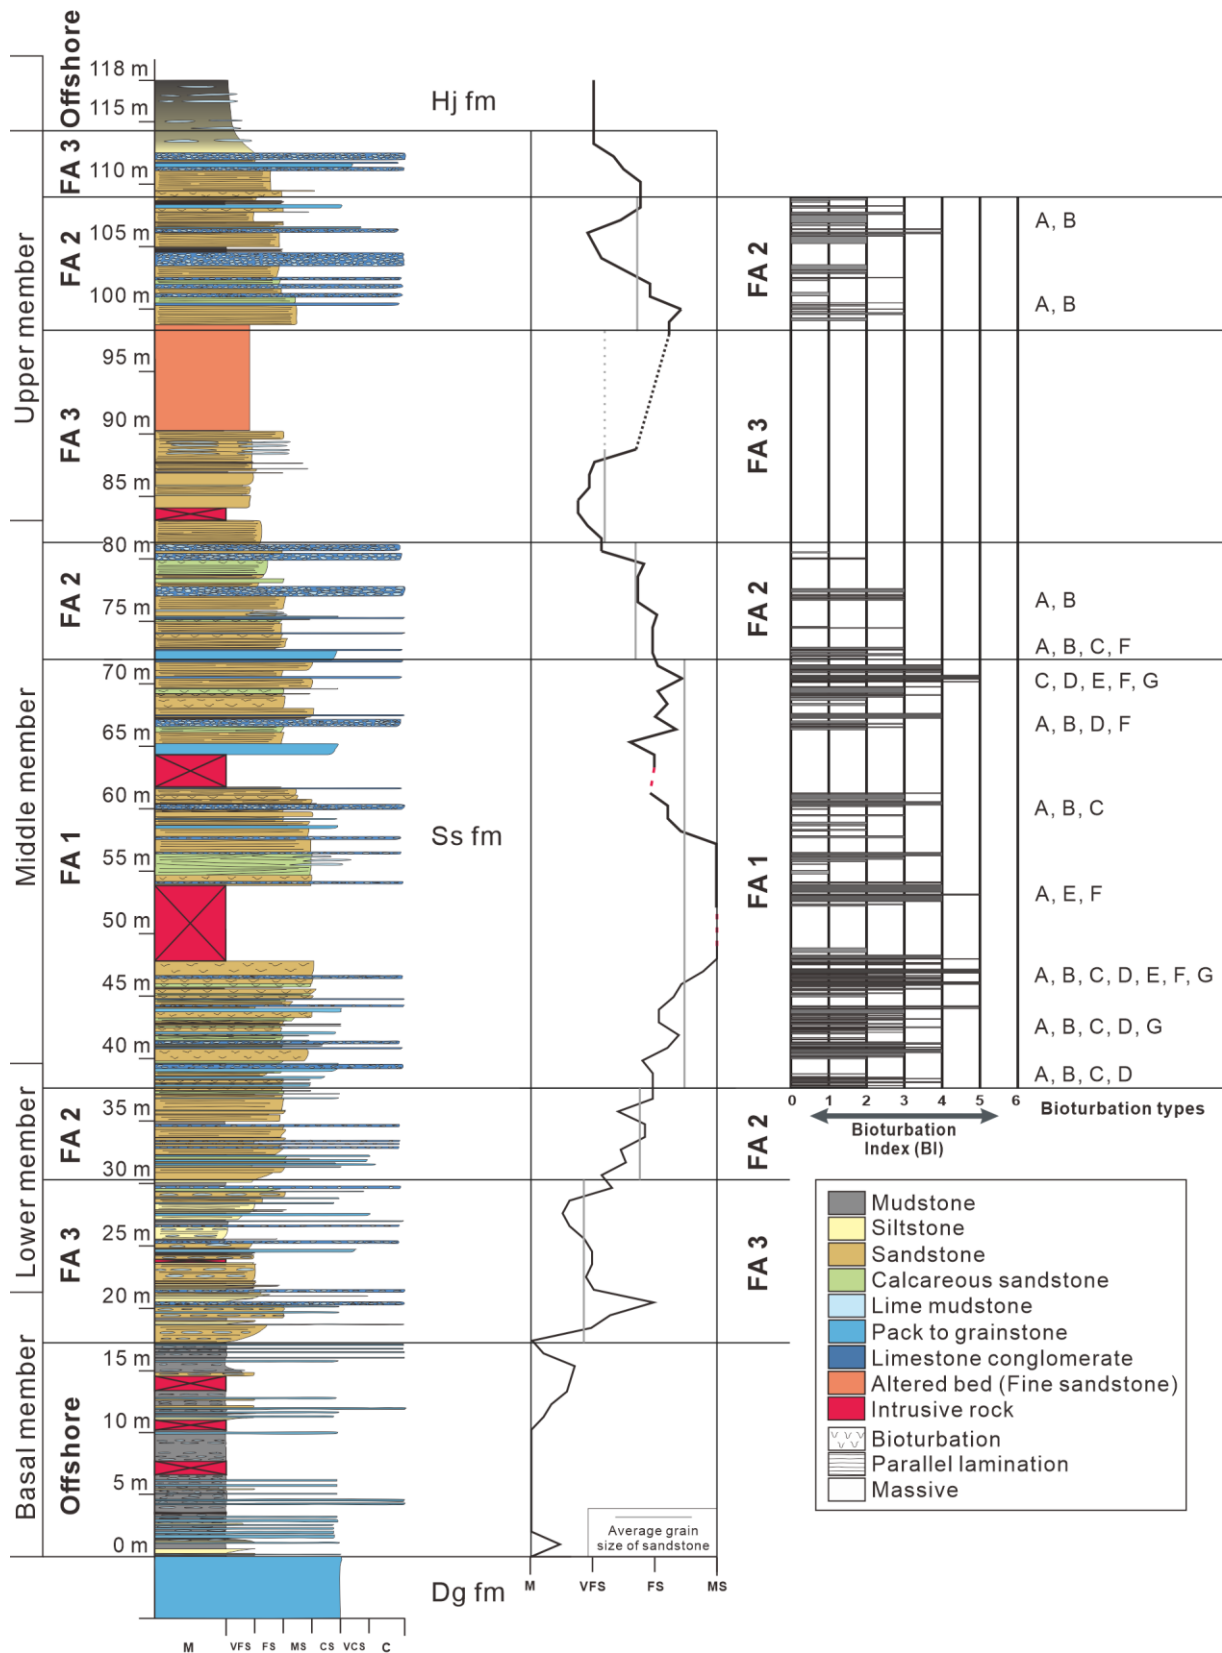 Offshore
FA 3
FA 2
FA 3
FA 2
FA 1
FA 2
FA 3
Offshore
Upper member
Middle member
Lower member
Basal member
118 m
115 m
110 m
105 m
100 m
95 m
90 m
85 m
80 m
75 m
70 m
65 m
60 m
55 m
50 m
45 m
40 m
35 m
30 m
25 m
20 m
15 m
10 m
5 m
0 m
M VFS FS MS CS VCS C
Hj fm
Ss fm
Dg fm
Average grain
size of sandstone
M VFS FS MS
FA 2
FA 3
FA 2
FA 1
FA 2
FA 3
A, B
A, B
A, B
A, B, C, F
C, D, E, F, G
A, B, D, F
A, B, C
A, E, F
A, B, C, D, E, F, G
A, B, C, D, G
A, B, C, D
0 1 2 3 4 5 6
Bioturbation types
Bioturbation
Index (BI)
Mudstone
Siltstone
Sandstone
Calcareous sandstone
Lime mudstone
Pack to grainstone
Limestone conglomerate
Altered bed (Fine sandstone)
Intrusive rock
Bioturbation
Parallel lamination
Massive